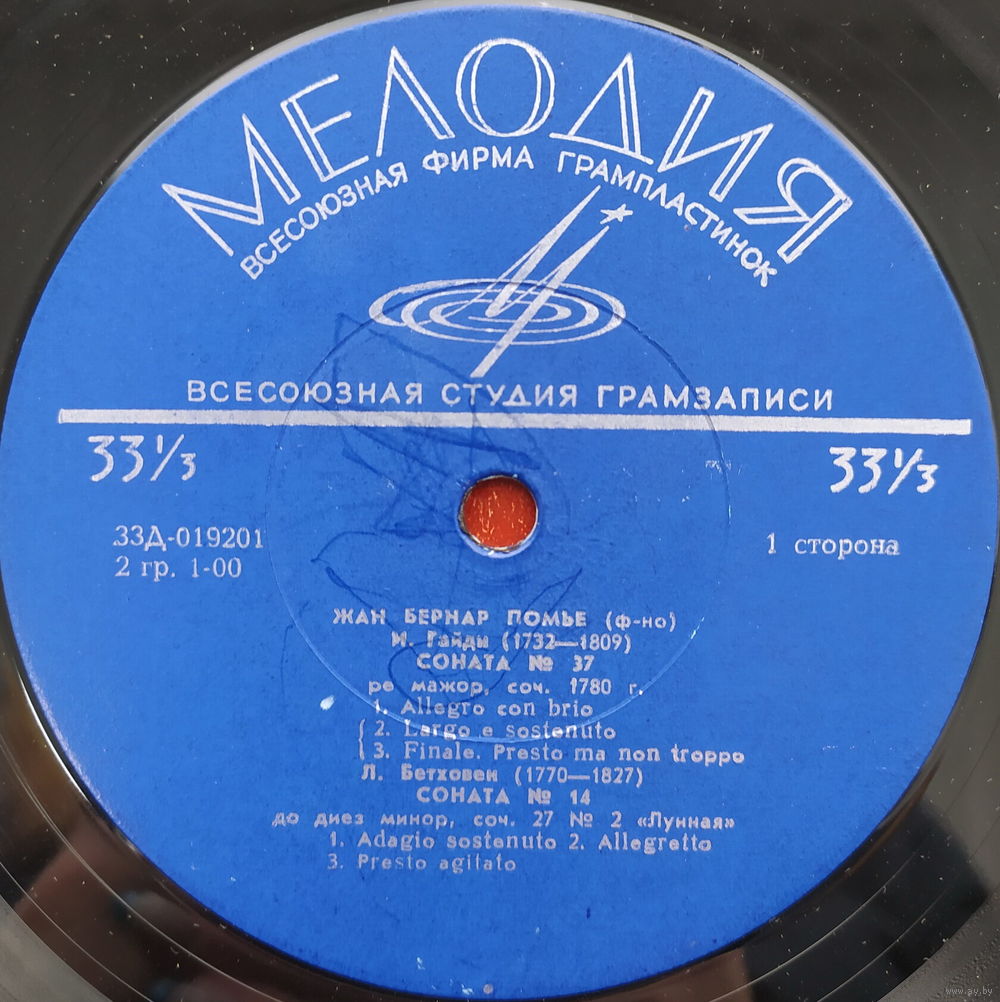 МЕЛОДИЯ
ВСЕСОЮЗНАЯ ФИРМА ГРАМПЛАСТИНОК
ВСЕСОЮЗНАЯ СТУДИЯ ГРАМЗАПИСИ
33⅓ 33⅓
33Д-019201
2 гр. 1-00
1 сторона
ЖАН БЕРНАР ПОМЬЕ (ф-но)
И. Гайдн (1732—1809)
СОНАТА № 37
ре мажор, соч. 1780 г.
1. Allegro con brio
2. Largo e sostenuto
3. Finale. Presto ma non troppo
Л. Бетховен (1770—1827)
СОНАТА № 14
до диез минор, соч. 27 № 2 «Лунная»
1. Adagio sostenuto 2. Allegretto
3. Presto agitato
www.ay.by